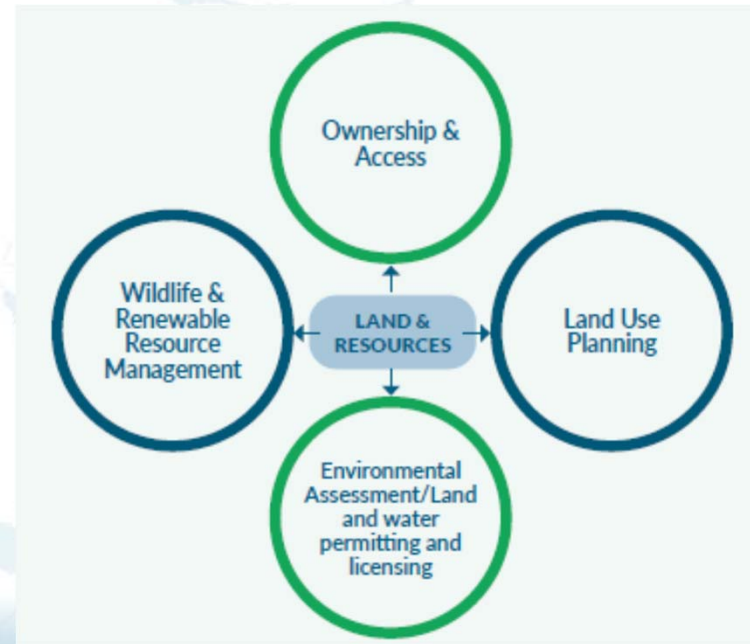 Ownership &
Access
Wildlife &
Renewable
Resource
Management
LAND &
RESOURCES
Land Use
Planning
Environmental
Assessment/Land
and water
permitting and
licensing